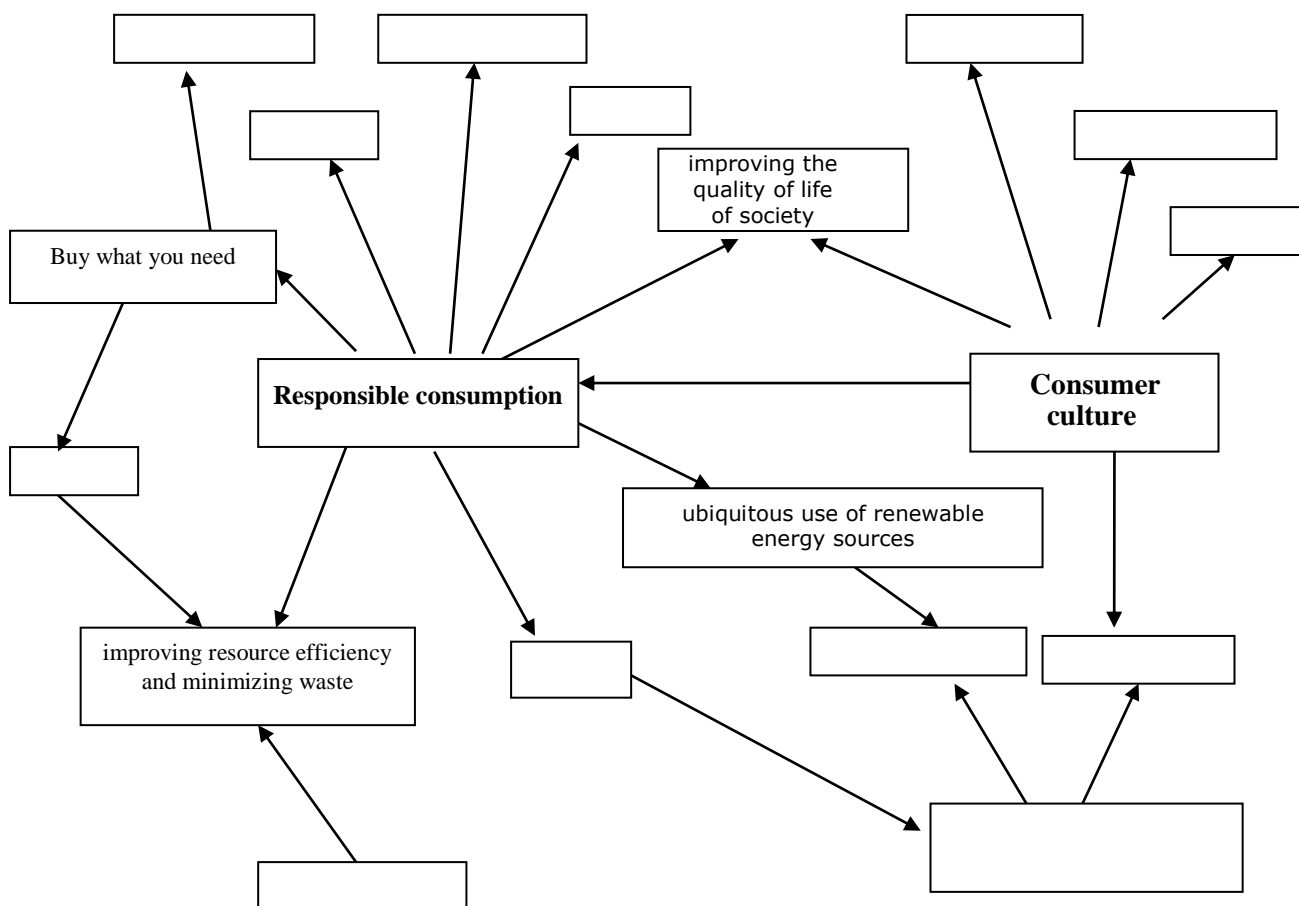 improving the
quality of life
of society
Buy what you need
Responsible consumption
Consumer
culture
ubiquitous use of renewable
energy sources
improving resource efficiency
and minimizing waste